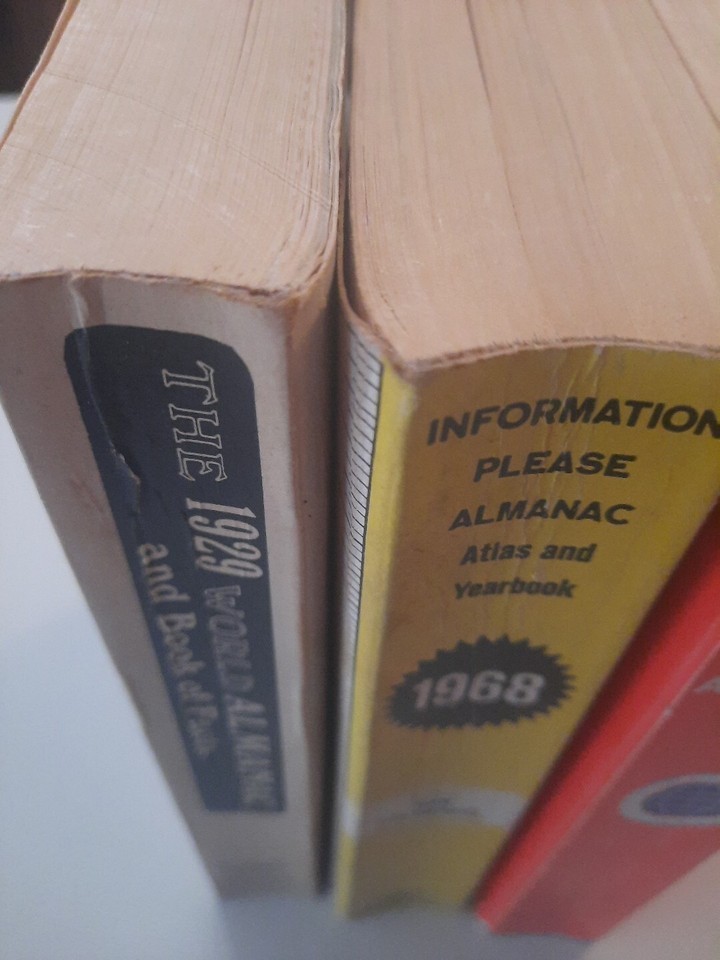 THE 1929 WORLD ALMANAC
and Book of Facts
INFORMATION
PLEASE
ALMANAC
Atlas and
Yearbook
1968